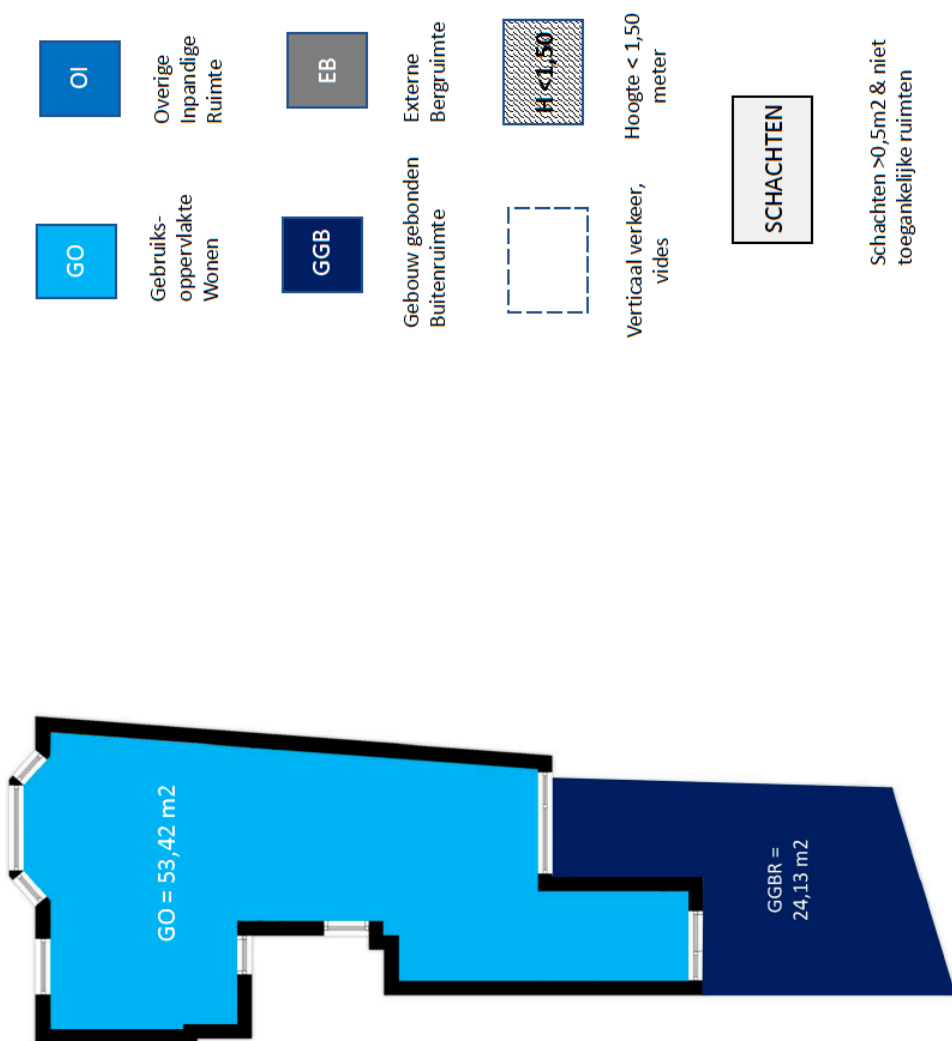 GO
Gebruiks-
oppervlakte
Wonen
OI
Overige
Inpandige
Ruimte
GGB
Gebouw gebonden
Buitenruimte
EB
Externe
Bergruimte
Verticaal verkeer,
vides
H <1,50
Hoogte < 1,50
meter
SCHACHTEN
Schachten >0,5m2 & niet
toegankelijke ruimten
GO = 53,42 m2
GGBR =
24,13 m2